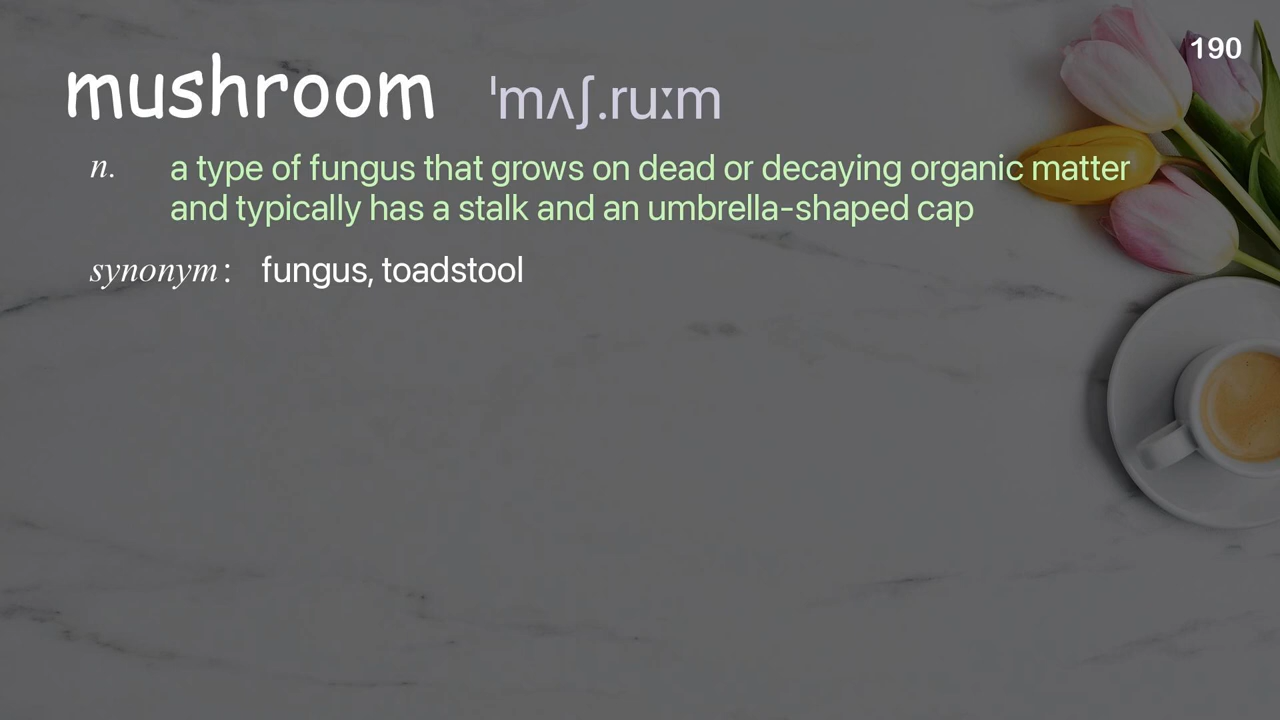 190
mushroom ˈmʌʃ.ruːm
n. a type of fungus that grows on dead or decaying organic matter
and typically has a stalk and an umbrella-shaped cap
synonym: fungus, toadstool